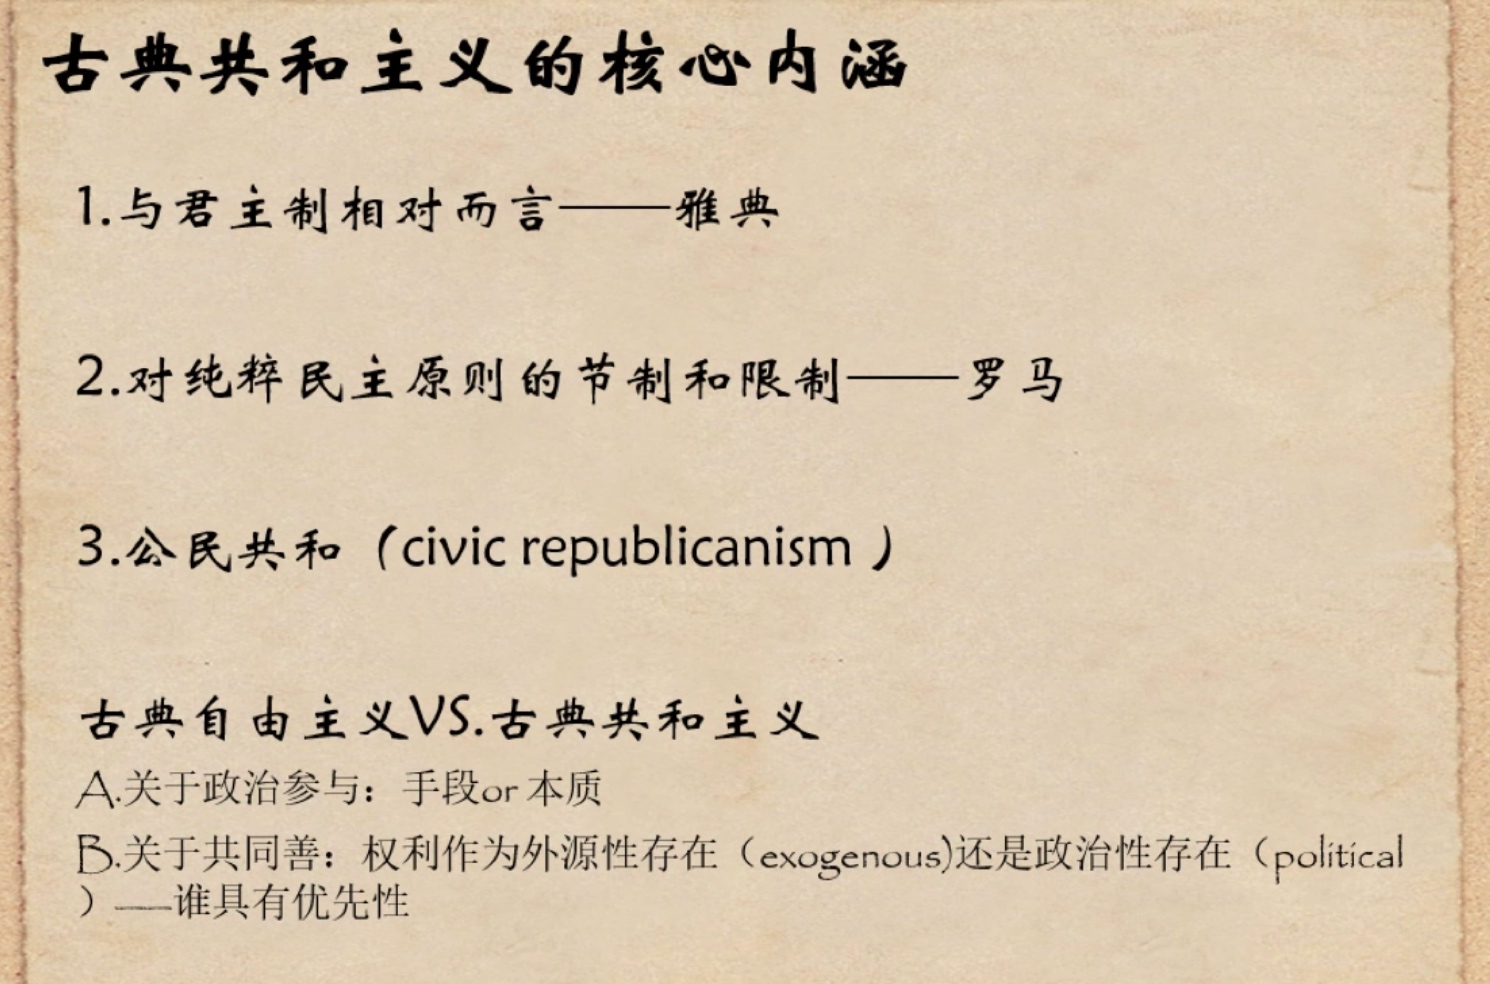 古典共和主义的核心内涵
1.与君主制相对而言——雅典
2.对纯粹民主原则的节制和限制——罗马
3.公民共和（civic republicanism ）
古典自由主义VS.古典共和主义
A.关于政治参与：手段or 本质
B.关于共同善：权利作为外源性存在（exogenous)还是政治性存在（political
）——谁具有优先性